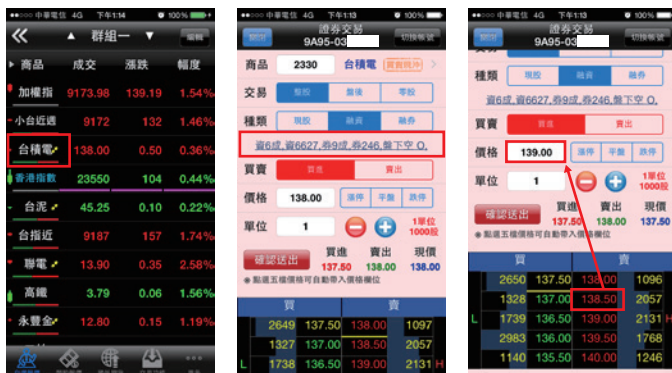 中華電信 4G 下午1:14 100%
群組一 編輯
商品 成交 漲跌 幅度
加權指 9173.98 139.19 1.54%
小台近週 9172 132 1.46%
台積電 138.00 0.50 0.36%
香港指數 23550 104 0.44%
台泥 45.25 0.10 0.22%
台指近 9187 157 1.74%
聯電 13.90 0.35 2.58%
高鐵 3.79 0.06 1.56%
永豐金 12.80 0.15 1.19%
中華電信 4G 下午1:13 100%
證券交易
9A95-03
切換帳號
商品 2330 台積電
交易 整股 盤後 零股
種類 現股 融資 融券
資6成,資6627,券9成,券246,盤下空 O,
買賣 買進 賣出
價格 138.00 漲停 平盤 跌停
單位 1 1單位
1000股
確認送出
買進 賣出 現價
137.50 138.00 138.00
點選五檔價格可自動帶入價格欄位
買 賣
2649 137.50 138.00 1097
1327 137.00 138.50 2057
L 1738 136.50 139.00 2131 H
中華電信 4G 下午1:13 100%
證券交易
9A95-03
切換帳號
種類 現股 融資 融券
資6成,資6627,券9成,券246,盤下空 O,
買賣 買進 賣出
價格 139.00 漲停 平盤 跌停
單位 1 1單位
1000股
確認送出
買進 賣出 現價
137.50 138.00 137.50
點選五檔價格可自動帶入價格欄位
買 賣
2650 137.50 138.00 1096
1328 137.00 138.50 2057
L 1739 136.50 139.00 2131 H
2983 136.00 139.50 1768
1140 135.50 140.00 1246